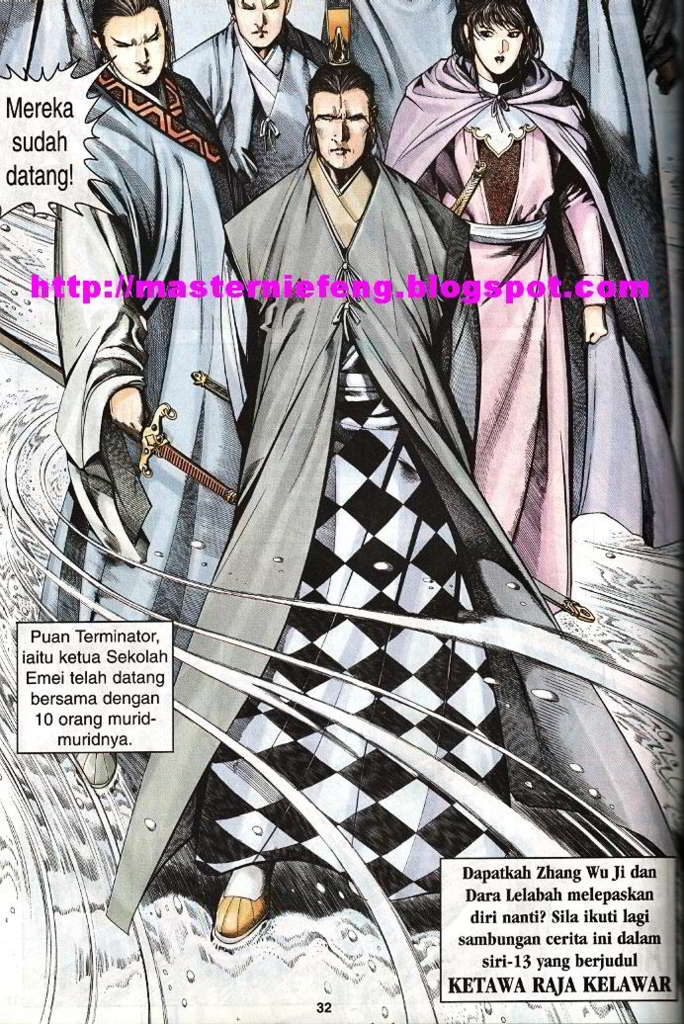 Mereka
sudah
datang!
http://masterniefeng.blogspot.com
Puan Terminator,
iaitu ketua Sekolah
Emei telah datang
bersama dengan
10 orang murid-
muridnya.
Dapatkah Zhang Wu Ji dan
Dara Lelabah melepaskan
diri nanti? Sila ikuti lagi
sambungan cerita ini dalam
siri-13 yang berjudul
KETAWA RAJA KELAWAR
32